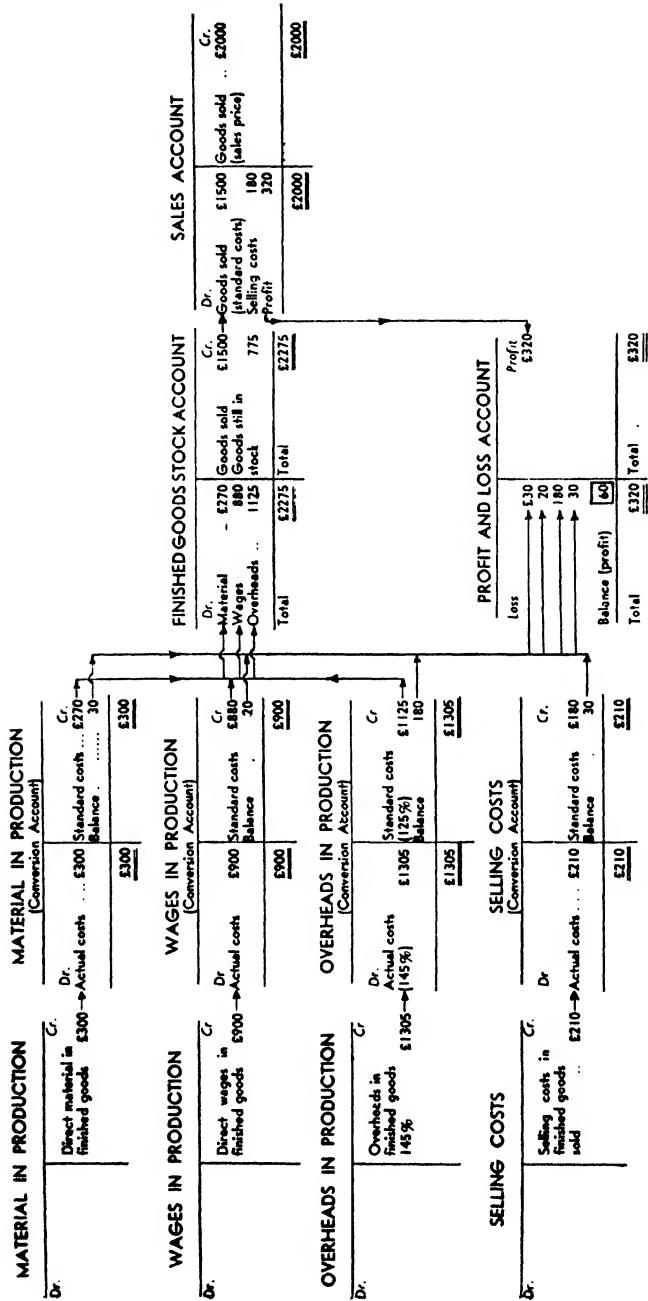 MATERIAL IN PRODUCTION
Dr. Cr.
Direct material in
finished goods £300
MATERIAL IN PRODUCTION
(Conversion Account)
Dr. Cr.
Actual costs ... £300 Standard costs ... £270
Balance. ....... 30
£300 £300
WAGES IN PRODUCTION
Dr. Cr.
Direct wages in
finished goods £900
WAGES IN PRODUCTION
(Conversion Account)
Dr. Cr.
Actual costs £900 Standard costs £880
Balance . 20
£900 £900
OVERHEADS IN PRODUCTION
Dr. Cr.
Overheads in
finished goods
145% £1305
OVERHEADS IN PRODUCTION
(Conversion Account)
Dr. Cr
Actual costs
(145%) £1305 Standard costs
(125%) £1125
Balance 180
£1305 £1305
SELLING COSTS
Dr. Cr
Selling costs in
finished goods
sold .. £210
SELLING COSTS
(Conversion Account)
Dr Cr.
Actual costs ... £210 Standard costs £180
Balance . 30
£210 £210
FINISHED GOODS STOCK ACCOUNT
Dr. Cr.
Material - £270 Goods sold £1500
Wages 880 Goods still in
Overheads .. 1125 stock 775
Total £2275 Total £2275
SALES ACCOUNT
Dr. Cr.
Goods sold £1500 Goods sold .. £2000
(standard costs) (sales price)
Selling costs 180
Profit 320
£2000 £2000
PROFIT AND LOSS ACCOUNT
Loss Profit
£30 £320
20
180
30
Balance (profit) 60
Total £320 Total . £320